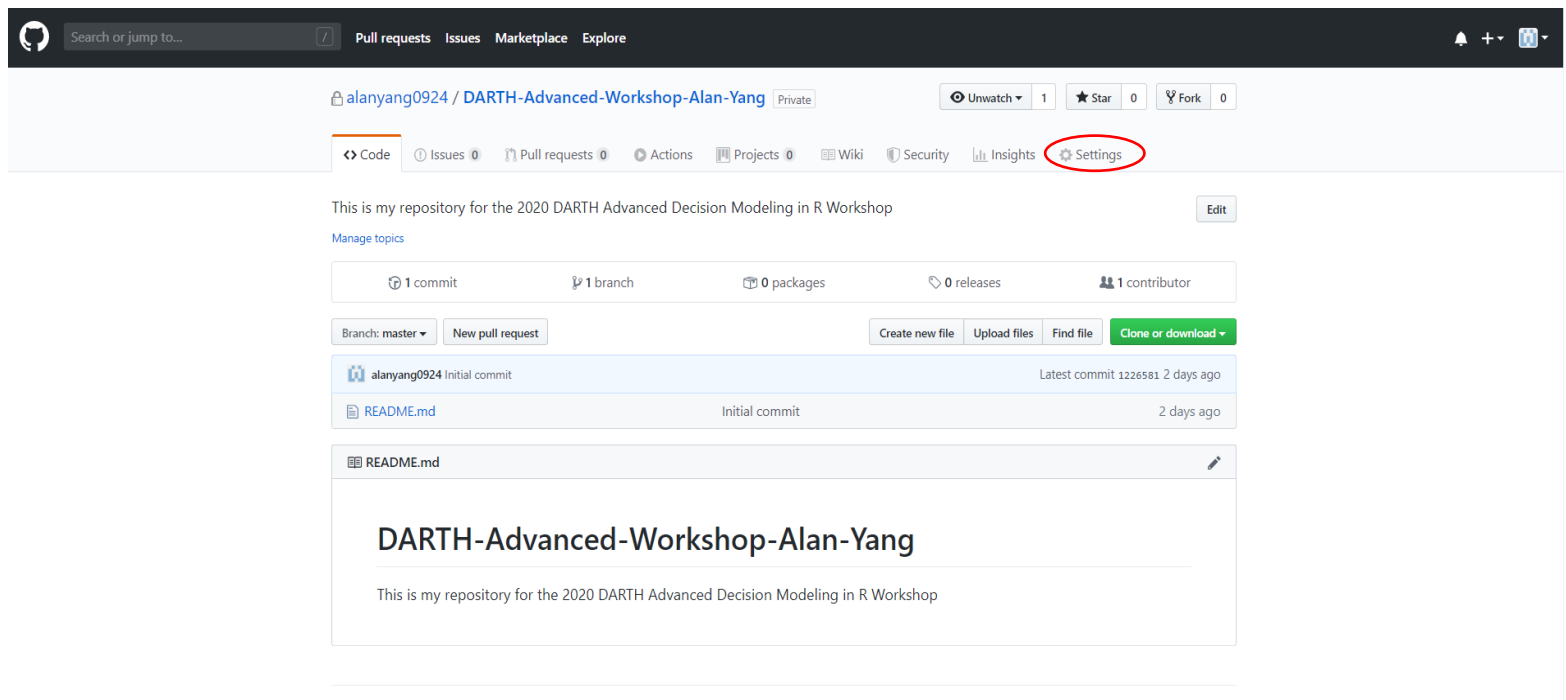 Search or jump to... / Pull requests Issues Marketplace Explore
alanyang0924 / DARTH-Advanced-Workshop-Alan-Yang Private Unwatch 1 Star 0 Fork 0
Code Issues 0 Pull requests 0 Actions Projects 0 Wiki Security Insights Settings
This is my repository for the 2020 DARTH Advanced Decision Modeling in R Workshop Edit
Manage topics
1 commit 1 branch 0 packages 0 releases 1 contributor
Branch: master New pull request Create new file Upload files Find file Clone or download
alanyang0924 Initial commit Latest commit 1226581 2 days ago
README.md Initial commit 2 days ago
README.md
DARTH-Advanced-Workshop-Alan-Yang
This is my repository for the 2020 DARTH Advanced Decision Modeling in R Workshop